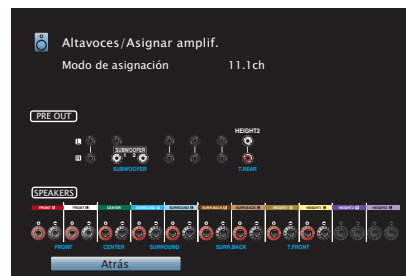 Altavoces/Asignar amplif.
Modo de asignación 11.1ch
PRE OUT
HEIGHT2
L
SUBWOOFER
1 2
R
SUBWOOFER T.REAR
SPEAKERS
FRONT CENTER SURROUND SURR.BACK T.FRONT
Atrás